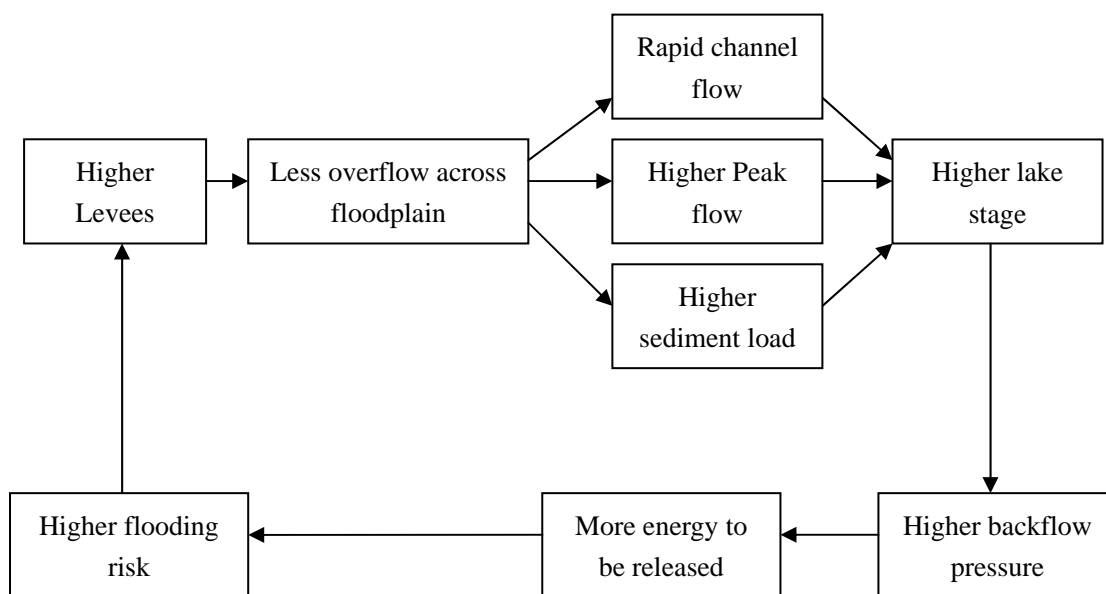 Rapid channel
flow
Higher
Levees
Less overflow across
floodplain
Higher Peak
flow
Higher lake
stage
Higher
sediment load
Higher flooding
risk
More energy to
be released
Higher backflow
pressure